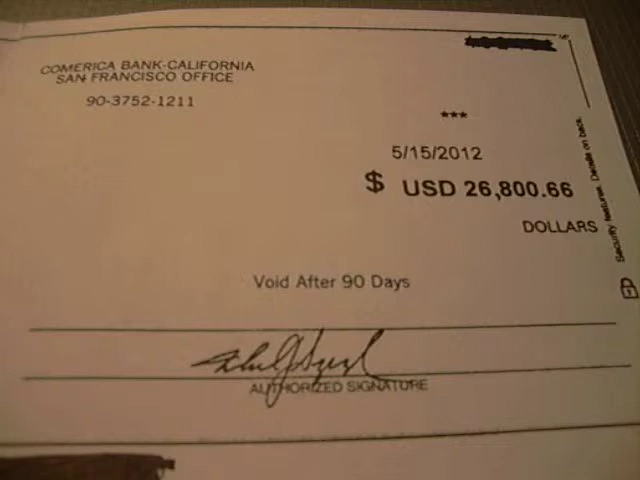 COMERICA BANK-CALIFORNIA
SAN FRANCISCO OFFICE
90-3752-1211
***
5/15/2012
$ USD 26,800.66
DOLLARS
Security features. Details on back.
Void After 90 Days
AUTHORIZED SIGNATURE